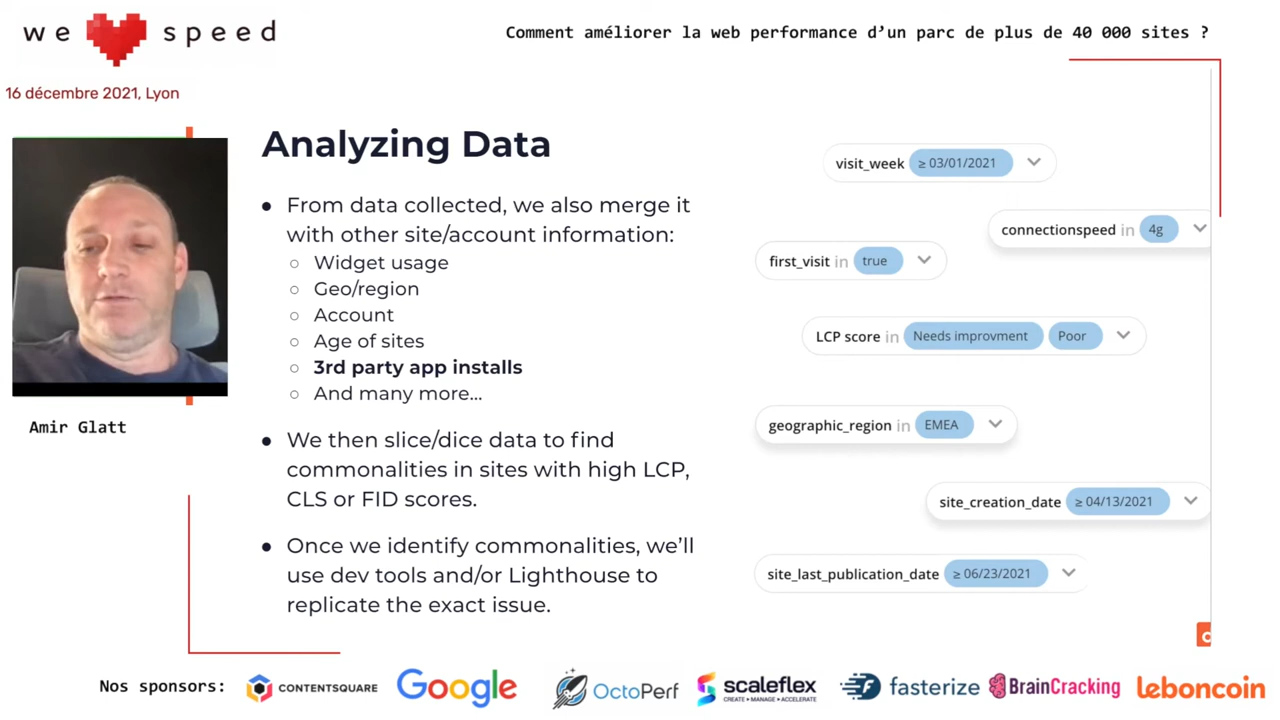 we speed
Comment améliorer la web performance d'un parc de plus de 40 000 sites ?
16 décembre 2021, Lyon
Amir Glatt
Analyzing Data
● From data collected, we also merge it
with other site/account information:
○ Widget usage
○ Geo/region
○ Account
○ Age of sites
○ 3rd party app installs
○ And many more...
● We then slice/dice data to find
commonalities in sites with high LCP,
CLS or FID scores.
● Once we identify commonalities, we'll
use dev tools and/or Lighthouse to
replicate the exact issue.
visit_week ≥ 03/01/2021
connectionspeed in 4g
first_visit in true
LCP score in Needs improvment Poor
geographic_region in EMEA
site_creation_date ≥ 04/13/2021
site_last_publication_date ≥ 06/23/2021
Nos sponsors: CONTENTSQUARE Google OctoPerf scaleflex fasterize BrainCracking leboncoin
CREATE • MANAGE • ACCELERATE